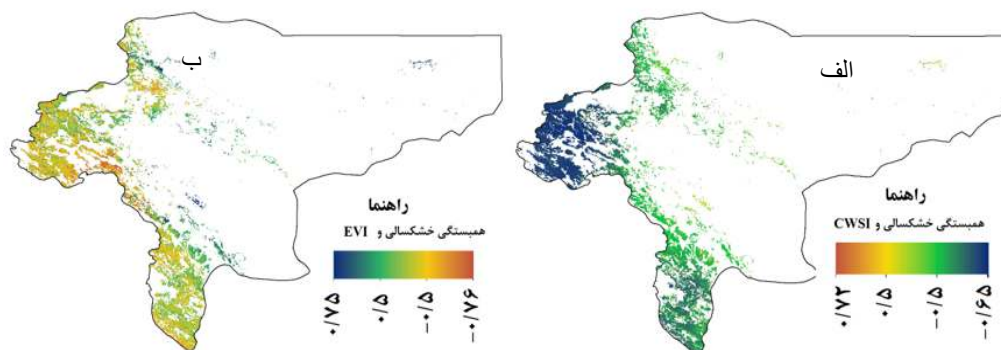 الف
راهنما
همبستگی خشکسالی و CWSI
۰/۷۲ ۰/۵ −۰/۵ −۰/۶۵
ب
راهنما
همبستگی خشکسالی و EVI
۰/۷۵ ۰/۵ −۰/۵ −۰/۷۶